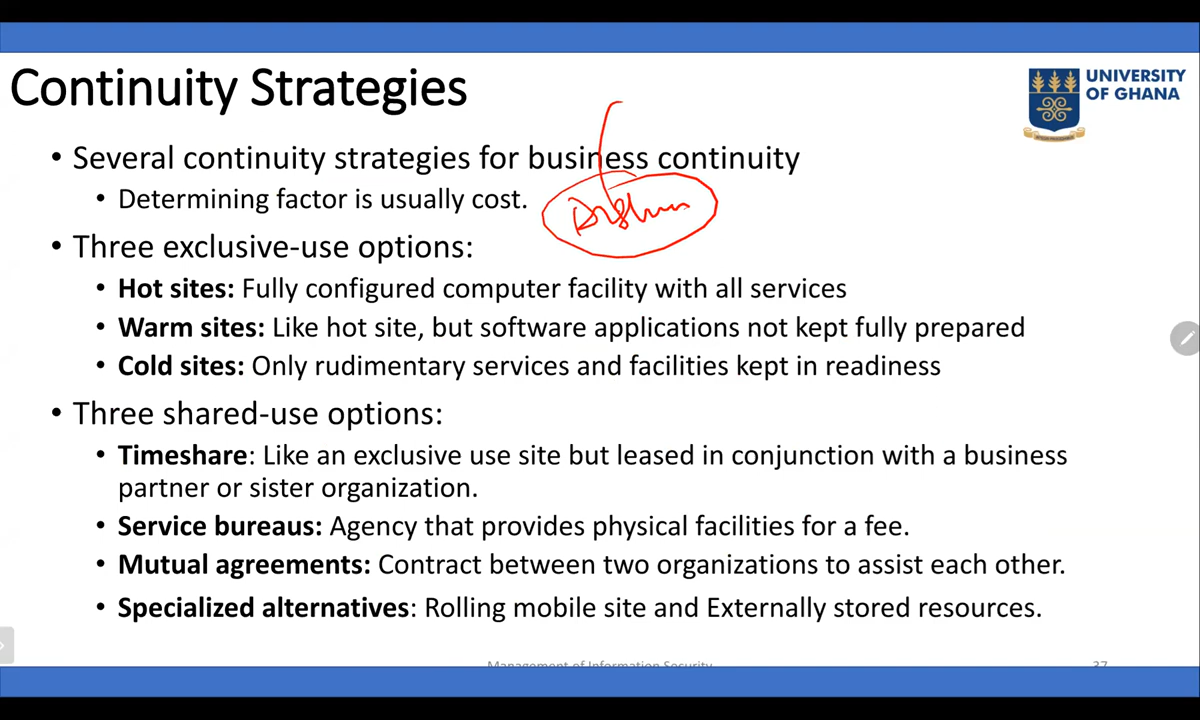 Continuity Strategies
UNIVERSITY
OF GHANA
• Several continuity strategies for business continuity
• Determining factor is usually cost.
• Three exclusive-use options:
• Hot sites: Fully configured computer facility with all services
• Warm sites: Like hot site, but software applications not kept fully prepared
• Cold sites: Only rudimentary services and facilities kept in readiness
• Three shared-use options:
• Timeshare: Like an exclusive use site but leased in conjunction with a business
partner or sister organization.
• Service bureaus: Agency that provides physical facilities for a fee.
• Mutual agreements: Contract between two organizations to assist each other.
• Specialized alternatives: Rolling mobile site and Externally stored resources.
Management of Information Security
37